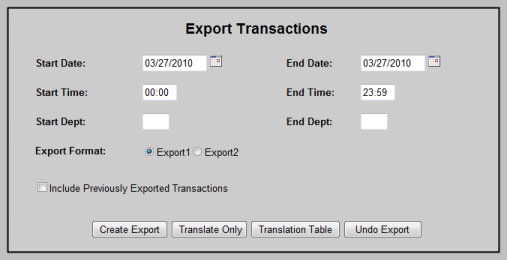 Export Transactions
Start Date: 03/27/2010 End Date: 03/27/2010
Start Time: 00:00 End Time: 23:59
Start Dept: End Dept:
Export Format: Export1 Export2
Include Previously Exported Transactions
Create Export Translate Only Translation Table Undo Export